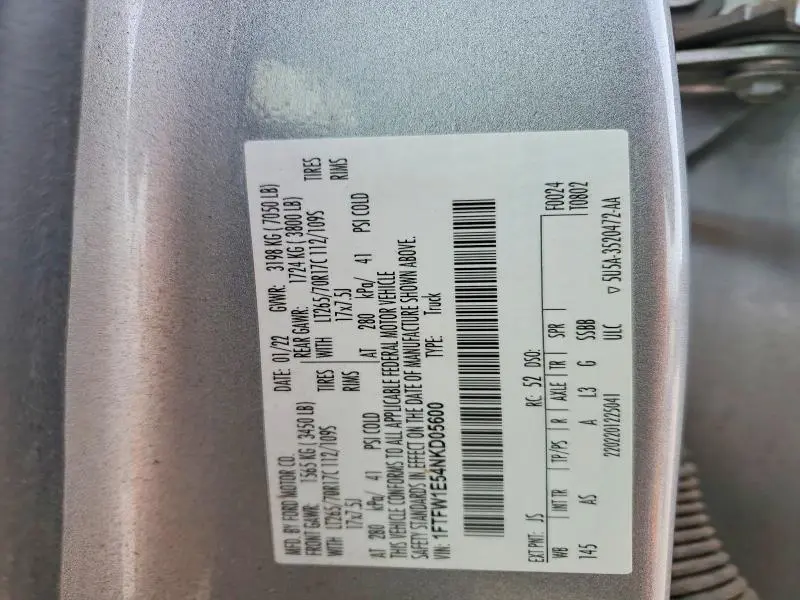 MFD. BY FORD MOTOR CO.
DATE: 01/22 GVWR: 3198 KG ( 7050 LB)
FRONT GAWR: 1565 KG ( 3450 LB) REAR GAWR: 1724 KG ( 3800 LB)
WITH LT265/70R17C 112/109S TIRES WITH LT265/70R17C 112/109S TIRES
17x7.5J RIMS 17x7.5J RIMS
AT 280 kPa/ 41 PSI COLD AT 280 kPa/ 41 PSI COLD
THIS VEHICLE CONFORMS TO ALL APPLICABLE FEDERAL MOTOR VEHICLE
SAFETY STANDARDS IN EFFECT ON THE DATE OF MANUFACTURE SHOWN ABOVE.
VIN: 1FTFW1E54NKD05600 TYPE: Truck
F0024
EXT PNT: JS RC: 52 DSO: T0802
WB INT TR TP/PS R AXLE TR SPR
145 AS A L3 G SSBB
2202201225041 ULC ▽ 5U5A-3520472-AA